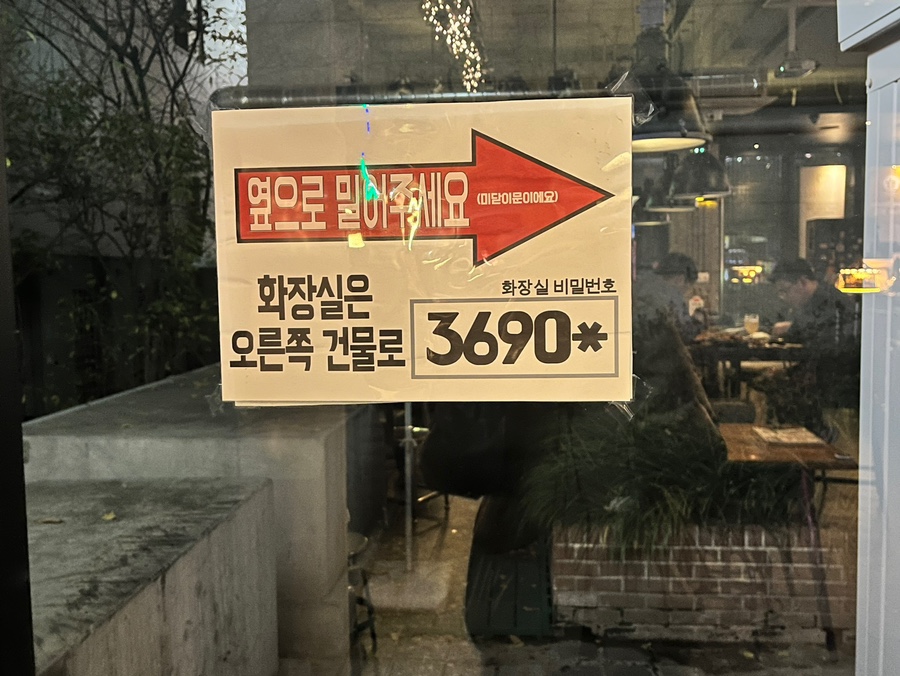 옆으로 밀어주세요 (미닫이문이에요)
화장실은
오른쪽 건물로
화장실 비밀번호
3690*